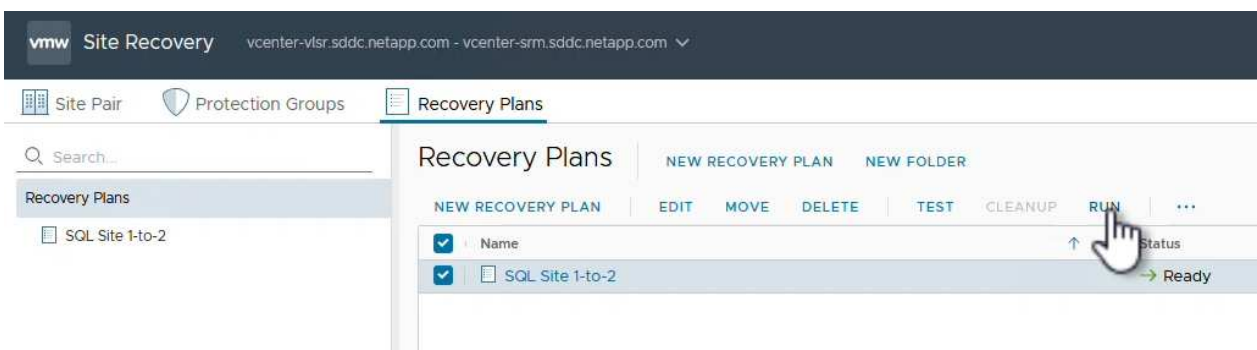 vmw Site Recovery vcenter-vlsr.sddc.netapp.com - vcenter-srm.sddc.netapp.com
Site Pair Protection Groups Recovery Plans
Search...
Recovery Plans NEW RECOVERY PLAN NEW FOLDER
Recovery Plans
NEW RECOVERY PLAN EDIT MOVE DELETE TEST CLEANUP RUN ...
SQL Site 1-to-2
Name Status
SQL Site 1-to-2 Ready